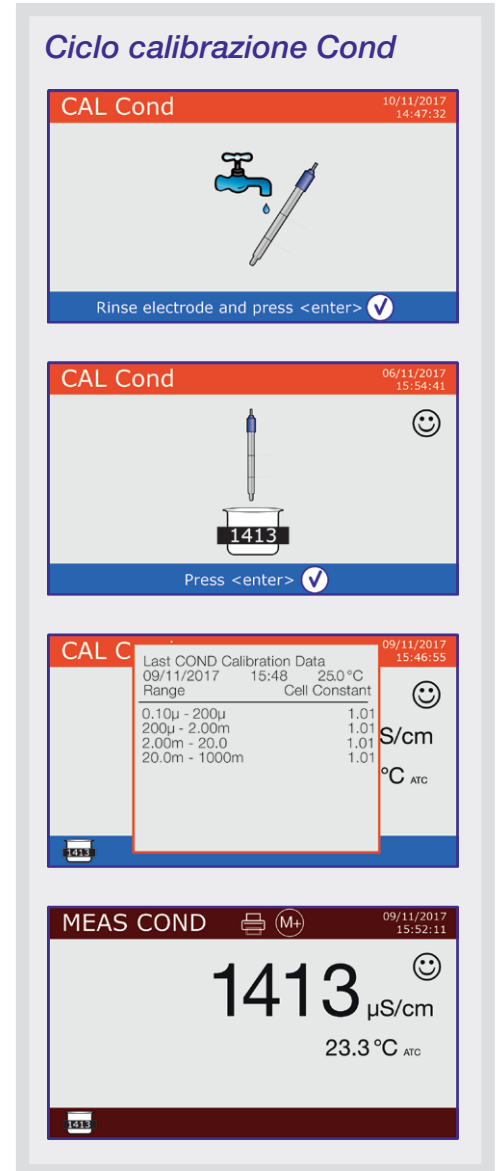 Ciclo calibrazione Cond
CAL Cond
10/11/2017
14:47:32
Rinse electrode and press <enter>
CAL Cond
06/11/2017
15:54:41
1413
Press <enter>
CAL C
09/11/2017
15:46:55
Last COND Calibration Data
09/11/2017 15:48 25.0 °C
Range Cell Constant
0.10µ - 200µ 1.01
200µ - 2.00m 1.01
2.00m - 20.0 1.01
20.0m - 1000m 1.01
S/cm
°C ATC
1413
MEAS COND M+
09/11/2017
15:52:11
1413 µS/cm
23.3 °C ATC
1413